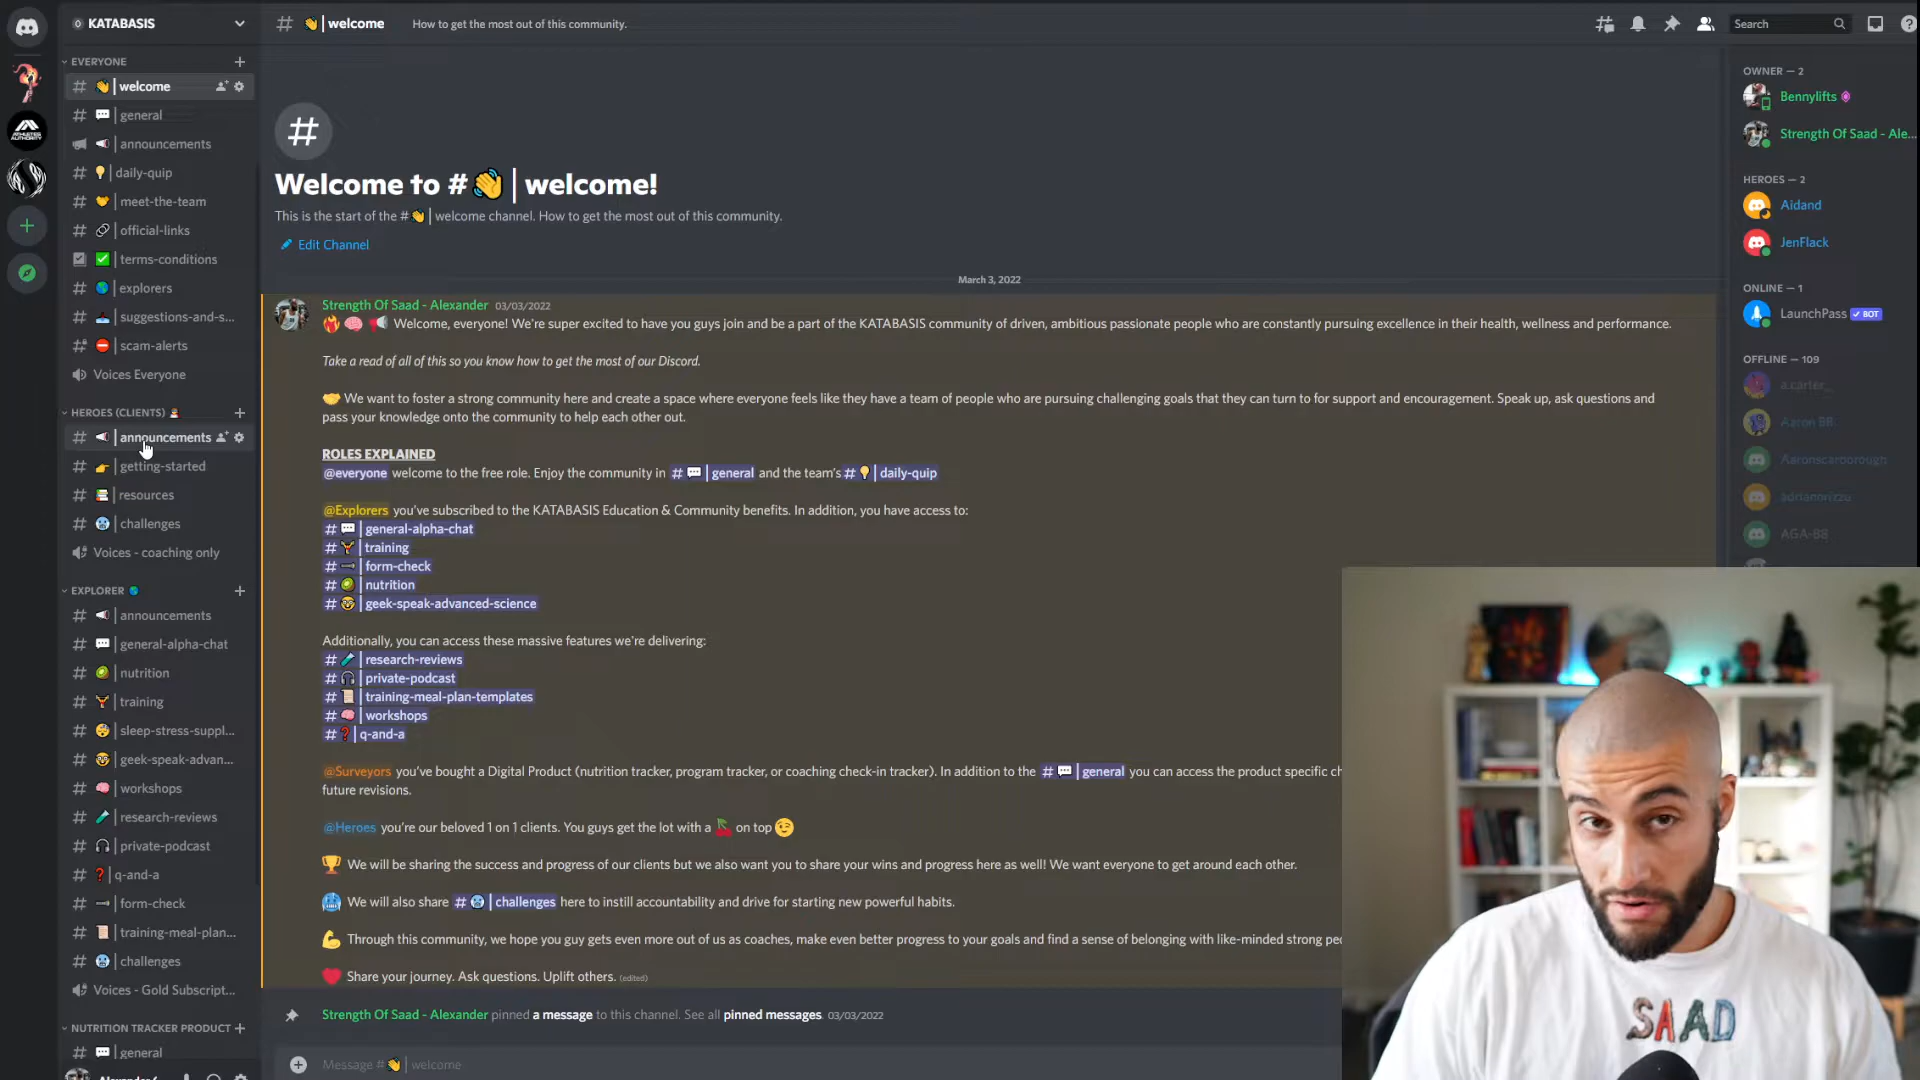 KATABASIS
EVERYONE
welcome
general
announcements
daily-quip
meet-the-team
official-links
terms-conditions
explorers
suggestions-and-s...
scam-alerts
Voices Everyone
HEROES (CLIENTS)
announcements
getting-started
resources
challenges
Voices - coaching only
EXPLORER
announcements
general-alpha-chat
nutrition
training
sleep-stress-suppl...
geek-speak-advan...
workshops
research-reviews
private-podcast
q-and-a
form-check
training-meal-plan...
challenges
Voices - Gold Subscript...
NUTRITION TRACKER PRODUCT
general
# 👋 | welcome How to get the most out of this community.
Search
Welcome to #👋 | welcome!
This is the start of the #👋 | welcome channel. How to get the most out of this community.
Edit Channel
March 3, 2022
Strength Of Saad - Alexander 03/03/2022
🔥🧠📢 Welcome, everyone! We're super excited to have you guys join and be a part of the KATABASIS community of driven, ambitious passionate people who are constantly pursuing excellence in their health, wellness and performance.
Take a read of all of this so you know how to get the most of our Discord.
🤝 We want to foster a strong community here and create a space where everyone feels like they have a team of people who are pursuing challenging goals that they can turn to for support and encouragement. Speak up, ask questions and
pass your knowledge onto the community to help each other out.
ROLES EXPLAINED
@everyone welcome to the free role. Enjoy the community in # 💬 | general and the team's # 💡 | daily-quip
@Explorers you've subscribed to the KATABASIS Education & Community benefits. In addition, you have access to:
# 💬 | general-alpha-chat
# | training
# | form-check
# 🥝 | nutrition
# 🤓 | geek-speak-advanced-science
Additionally, you can access these massive features we're delivering:
# 🧪 | research-reviews
# 🎧 | private-podcast
# 📜 | training-meal-plan-templates
# 🧠 | workshops
# ❓ | q-and-a
@Surveyors you've bought a Digital Product (nutrition tracker, program tracker, or coaching check-in tracker). In addition to the # 💬 | general you can access the product specific ch
future revisions.
@Heroes you're our beloved 1 on 1 clients. You guys get the lot with a 🍒 on top 😉
🏆 We will be sharing the success and progress of our clients but we also want you to share your wins and progress here as well! We want everyone to get around each other.
🥶 We will also share # 🥶 | challenges here to instill accountability and drive for starting new powerful habits.
💪 Through this community, we hope you guy gets even more out of us as coaches, make even better progress to your goals and find a sense of belonging with like-minded strong pec
❤️ Share your journey. Ask questions. Uplift others. (edited)
Strength Of Saad - Alexander pinned a message to this channel. See all pinned messages. 03/03/2022
Message #👋 | welcome
OWNER — 2
Bennylifts
Strength Of Saad - Ale...
HEROES — 2
Aidand
JenFlack
ONLINE — 1
LaunchPass BOT
OFFLINE — 109
a.carter_
Aaron BB
Aaronscarborough
AGA-BB
SAAD